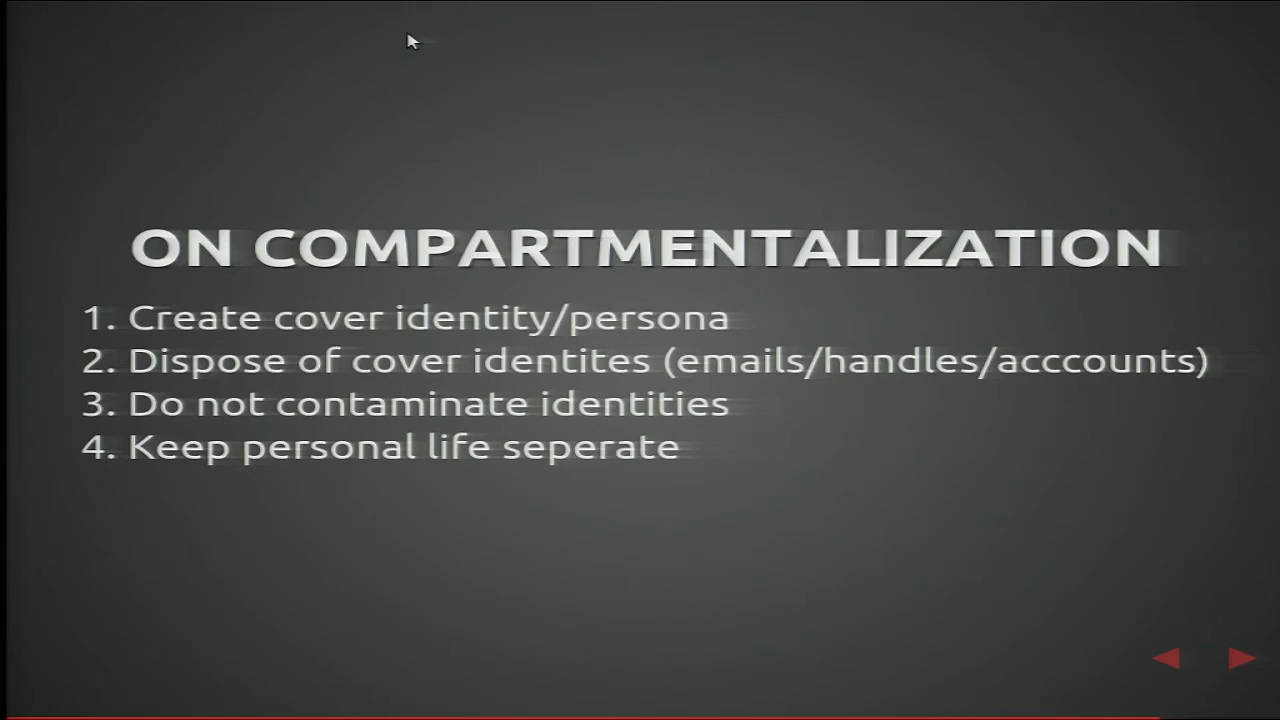 ON COMPARTMENTALIZATION
1. Create cover identity/persona
2. Dispose of cover identites (emails/handles/acccounts)
3. Do not contaminate identities
4. Keep personal life seperate